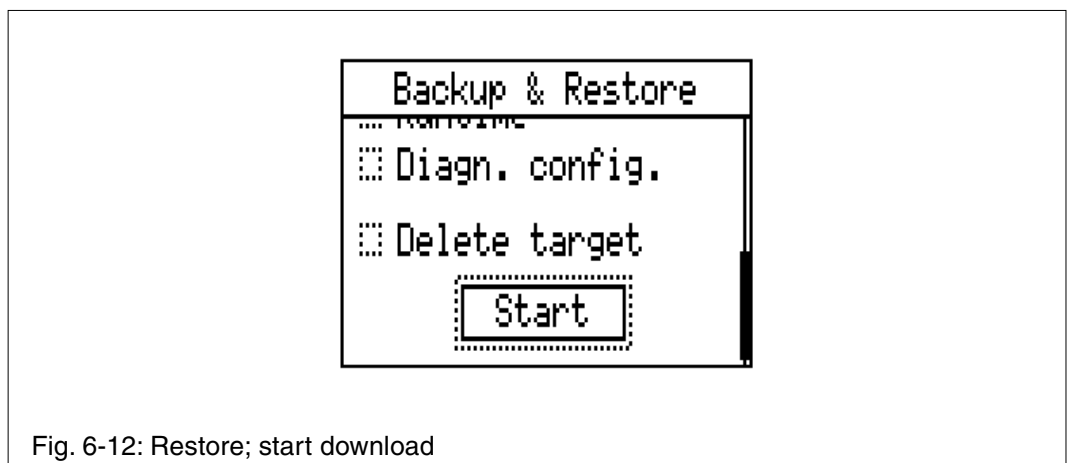 Backup & Restore
Diagn. config.
Delete target
Start
Fig. 6-12: Restore; start download